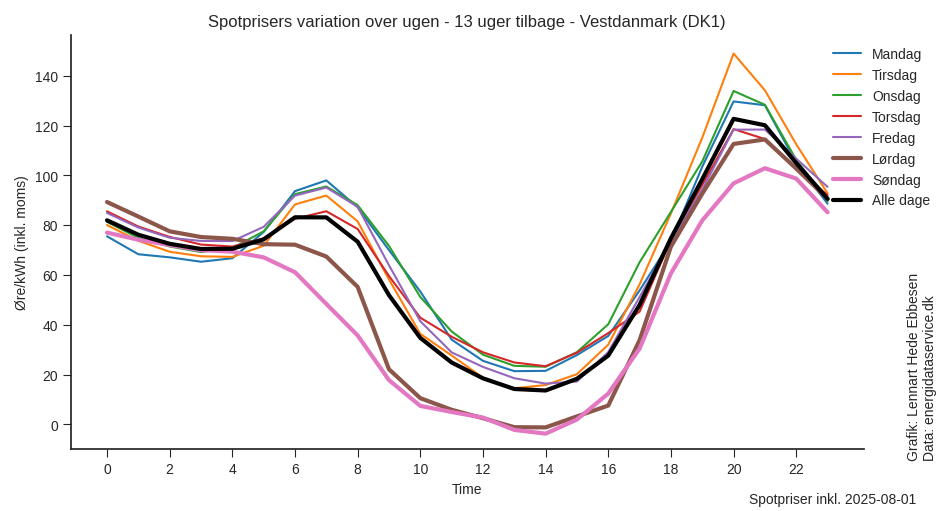 Spotprisers variation over ugen - 13 uger tilbage - Vestdanmark (DK1)
Mandag
Tirsdag
Onsdag
Torsdag
Fredag
Lørdag
Søndag
Alle dage
Øre/kWh (inkl. moms)
140
120
100
80
60
40
20
0
0 2 4 6 8 10 12 14 16 18 20 22
Time
Grafik: Lennart Hede Ebbesen
Data: energidataservice.dk
Spotpriser inkl. 2025-08-01